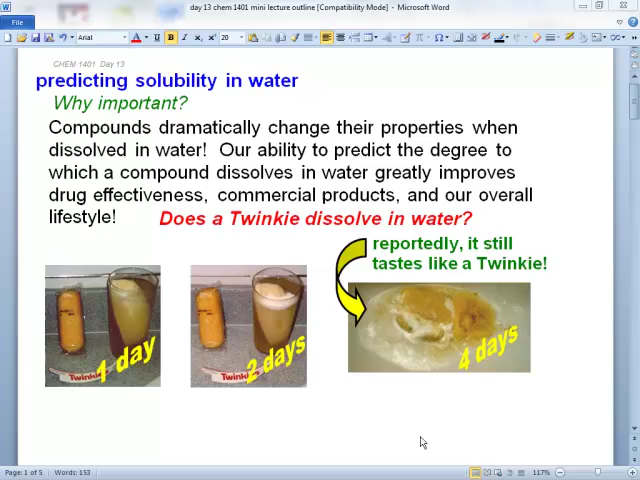 day 13 chem 1401 mini lecture outline [Compatibility Mode] - Microsoft Word
File
Arial
20
CHEM 1401 Day 13
predicting solubility in water
Why important?
Compounds dramatically change their properties when
dissolved in water! Our ability to predict the degree to
which a compound dissolves in water greatly improves
drug effectiveness, commercial products, and our overall
lifestyle!
Does a Twinkie dissolve in water?
reportedly, it still
tastes like a Twinkie!
1 day
2 days
4 days
Twinkie
Page: 1 of 5
Words: 153
117%